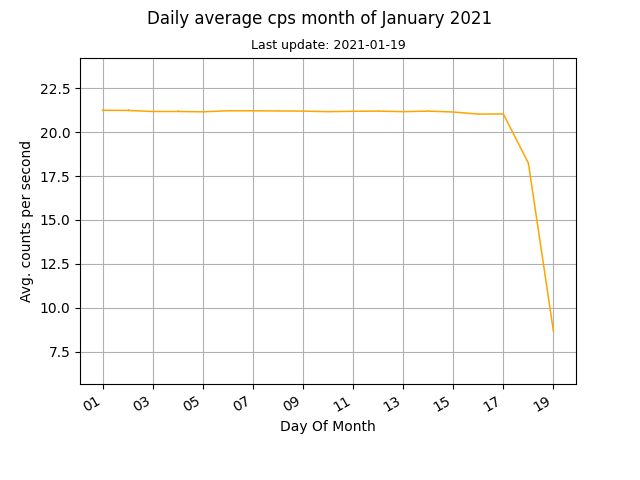 Daily average cps month of January 2021
Last update: 2021-01-19
Avg. counts per second
22.5
20.0
17.5
15.0
12.5
10.0
7.5
01 03 05 07 09 11 13 15 17 19
Day Of Month